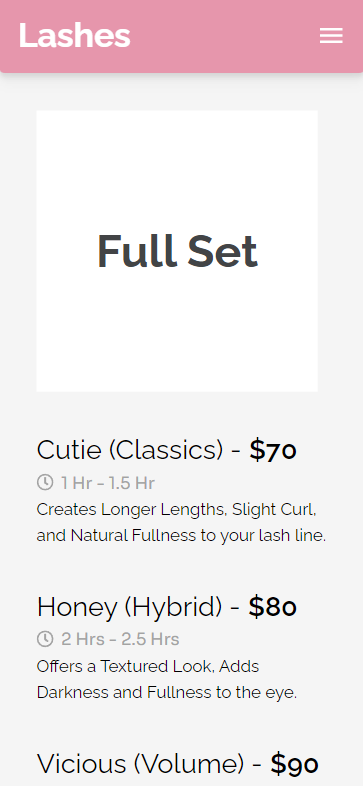 Lashes
Full Set
Cutie (Classics) - $70
1 Hr - 1.5 Hr
Creates Longer Lengths, Slight Curl,
and Natural Fullness to your lash line.
Honey (Hybrid) - $80
2 Hrs - 2.5 Hrs
Offers a Textured Look, Adds
Darkness and Fullness to the eye.
Vicious (Volume) - $90